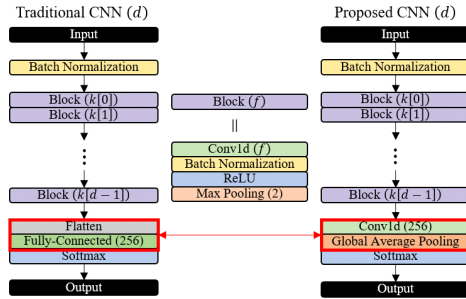 Traditional CNN (d)
Input
Batch Normalization
Block (k[0])
Block (k[1])
Block (k[d − 1])
Flatten
Fully-Connected (256)
Softmax
Output
Block (f)
Conv1d (f)
Batch Normalization
ReLU
Max Pooling (2)
Proposed CNN (d)
Input
Batch Normalization
Block (k[0])
Block (k[1])
Block (k[d − 1])
Conv1d (256)
Global Average Pooling
Softmax
Output